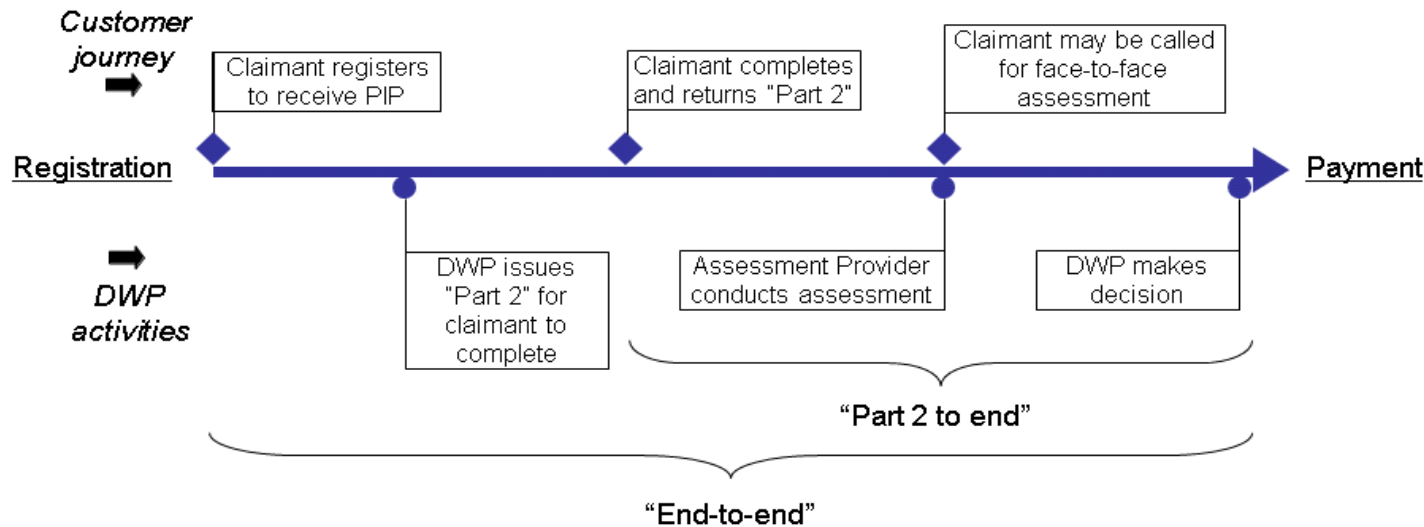 Customer
journey
Claimant registers
to receive PIP
Claimant completes
and returns "Part 2"
Claimant may be called
for face-to-face
assessment
Registration
Payment
DWP
activities
DWP issues
"Part 2" for
claimant to
complete
Assessment Provider
conducts assessment
DWP makes
decision
“Part 2 to end”
“End-to-end”